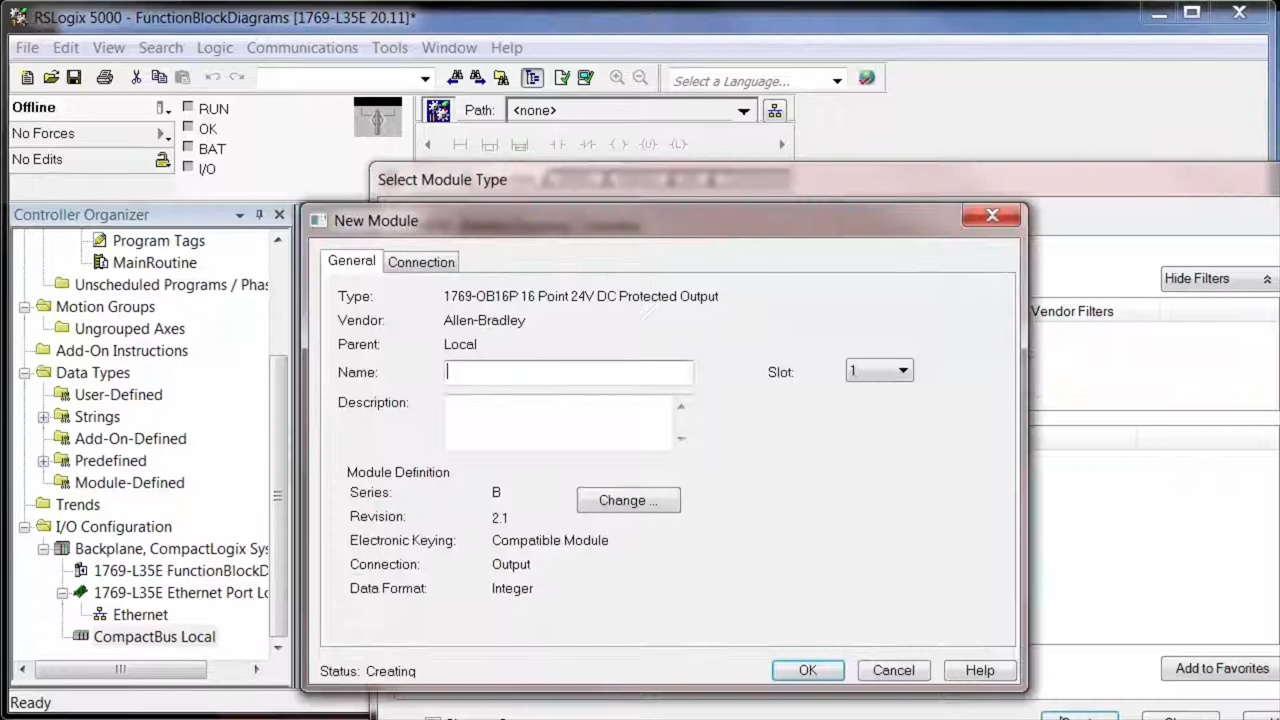 RSLogix 5000 - FunctionBlockDiagrams [1769-L35E 20.11]*
File Edit View Search Logic Communications Tools Window Help
Select a Language...
Offline
RUN
No Forces
OK
No Edits
BAT
I/O
Path: <none>
Select Module Type
Controller Organizer
Program Tags
MainRoutine
Unscheduled Programs / Phas
Motion Groups
Ungrouped Axes
Add-On Instructions
Data Types
User-Defined
Strings
Add-On-Defined
Predefined
Module-Defined
Trends
I/O Configuration
Backplane, CompactLogix Sys
1769-L35E FunctionBlockD
1769-L35E Ethernet Port Lo
Ethernet
CompactBus Local
Ready
New Module
General Connection
Type: 1769-OB16P 16 Point 24V DC Protected Output
Vendor: Allen-Bradley
Parent: Local
Name:
Slot: 1
Description:
Module Definition
Series: B
Change ...
Revision: 2.1
Electronic Keying: Compatible Module
Connection: Output
Data Format: Integer
Status: Creating
OK Cancel Help
Hide Filters
Vendor Filters
Add to Favorites